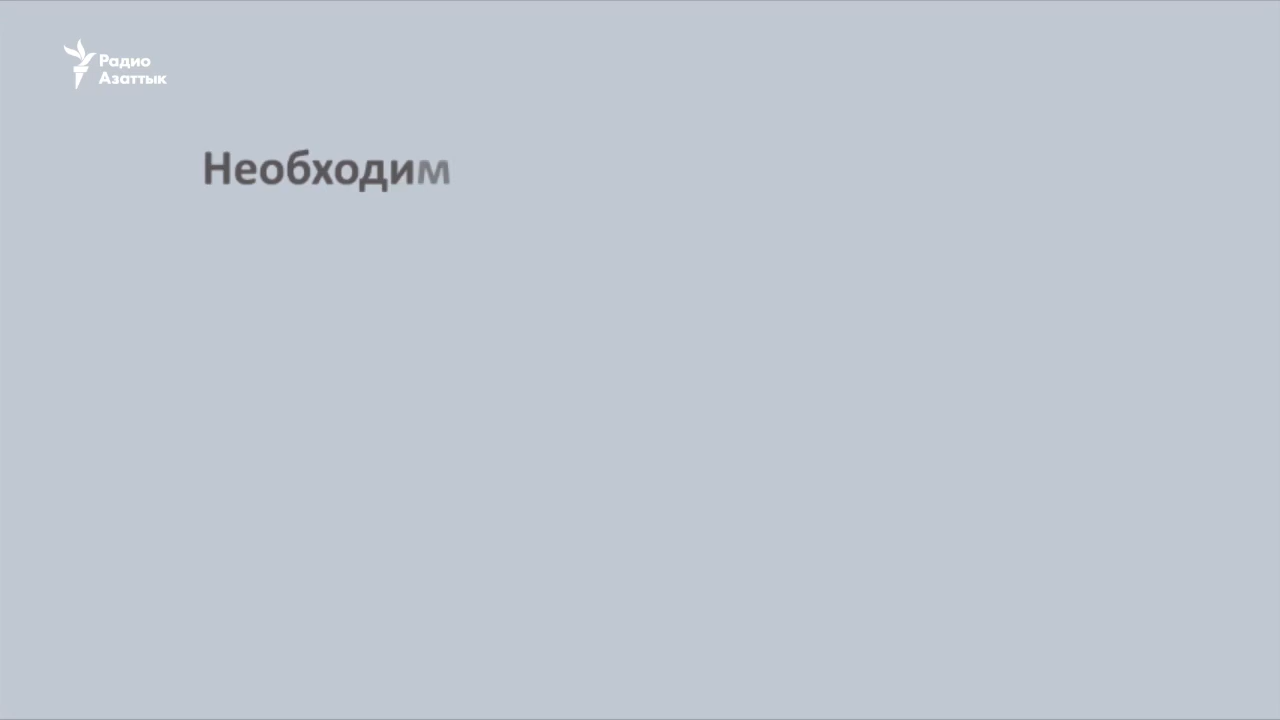 Радио
Азаттык
Необходим